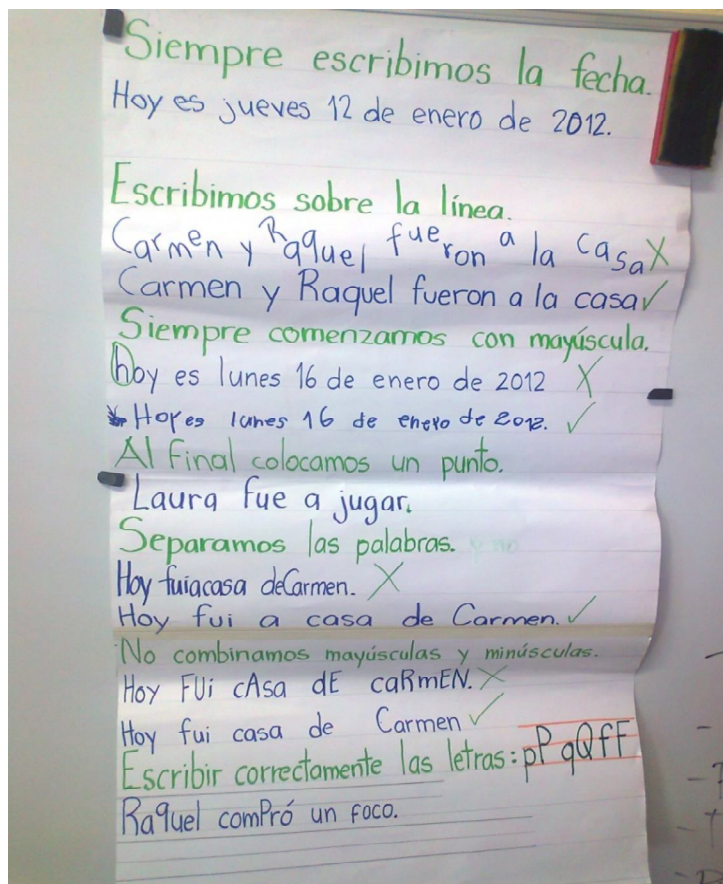 Siempre escribimos la fecha.
Hoy es jueves 12 de enero de 2012.
Escribimos sobre la línea.
Carmen y Raquel fueron a la casa X
Carmen y Raquel fueron a la casa ✓
Siempre comenzamos con mayúscula.
hoy es lunes 16 de enero de 2012 X
Hoy es lunes 16 de enero de 2012. ✓
Al final colocamos un punto.
Laura fue a jugar.
Separamos las palabras.
Hoy fuiacasa deCarmen. X
Hoy fui a casa de Carmen. ✓
No combinamos mayúsculas y minúsculas.
HoY FUi cAsa dE caRmEN. X
Hoy fui casa de Carmen ✓
Escribir correctamente las letras: pP qQ fF
Raquel comPró un foco.